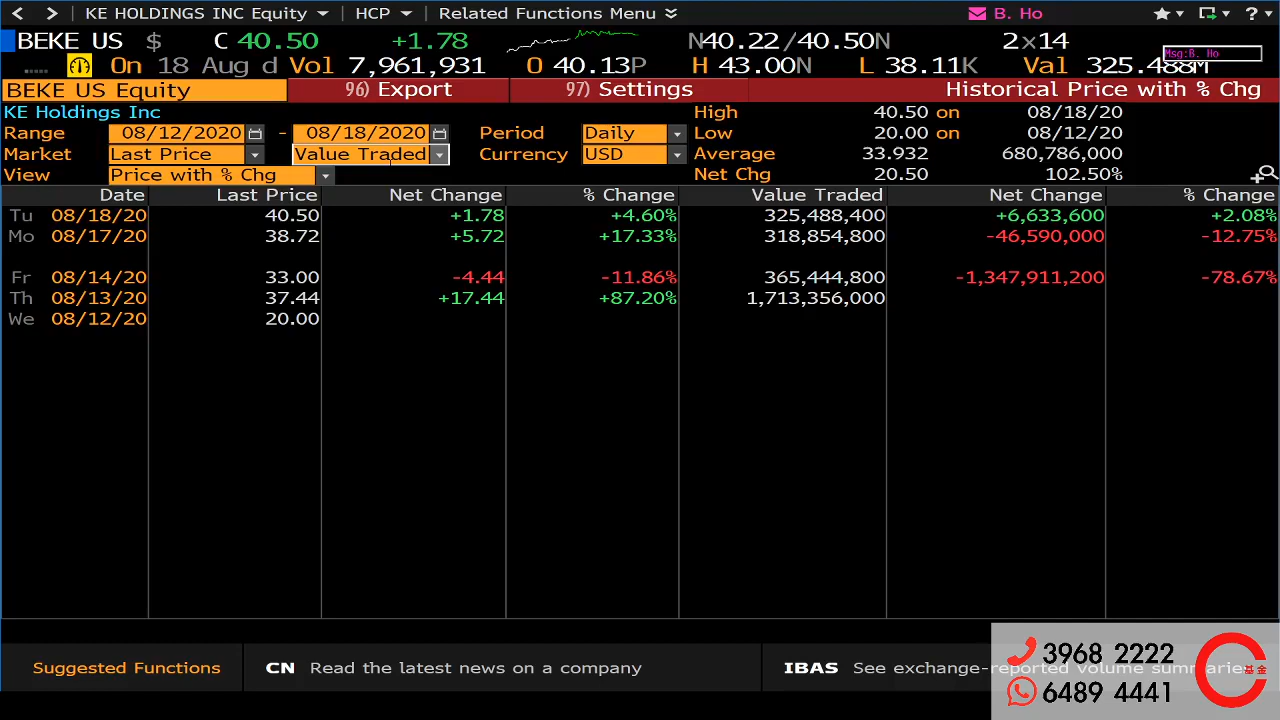 KE HOLDINGS INC Equity HCP Related Functions Menu B. Ho ?
BEKE US $ C 40.50 +1.78 N40.22/40.50N 2x14
On 18 Aug d Vol 7,961,931 O 40.13P H 43.00N L 38.11K Val 325.488M
Msg:B. Ho
BEKE US Equity 96) Export 97) Settings Historical Price with % Chg
KE Holdings Inc High 40.50 on 08/18/20
Range 08/12/2020 - 08/18/2020 Period Daily Low 20.00 on 08/12/20
Market Last Price Value Traded Currency USD Average 33.932 680,786,000
View Price with % Chg Net Chg 20.50 102.50%
Date Last Price Net Change % Change Value Traded Net Change % Change
Tu 08/18/20 40.50 +1.78 +4.60% 325,488,400 +6,633,600 +2.08%
Mo 08/17/20 38.72 +5.72 +17.33% 318,854,800 -46,590,000 -12.75%
Fr 08/14/20 33.00 -4.44 -11.86% 365,444,800 -1,347,911,200 -78.67%
Th 08/13/20 37.44 +17.44 +87.20% 1,713,356,000
We 08/12/20 20.00
Suggested Functions CN Read the latest news on a company IBAS See exchange-reported volume summaries
3968 2222
6489 4441
基金